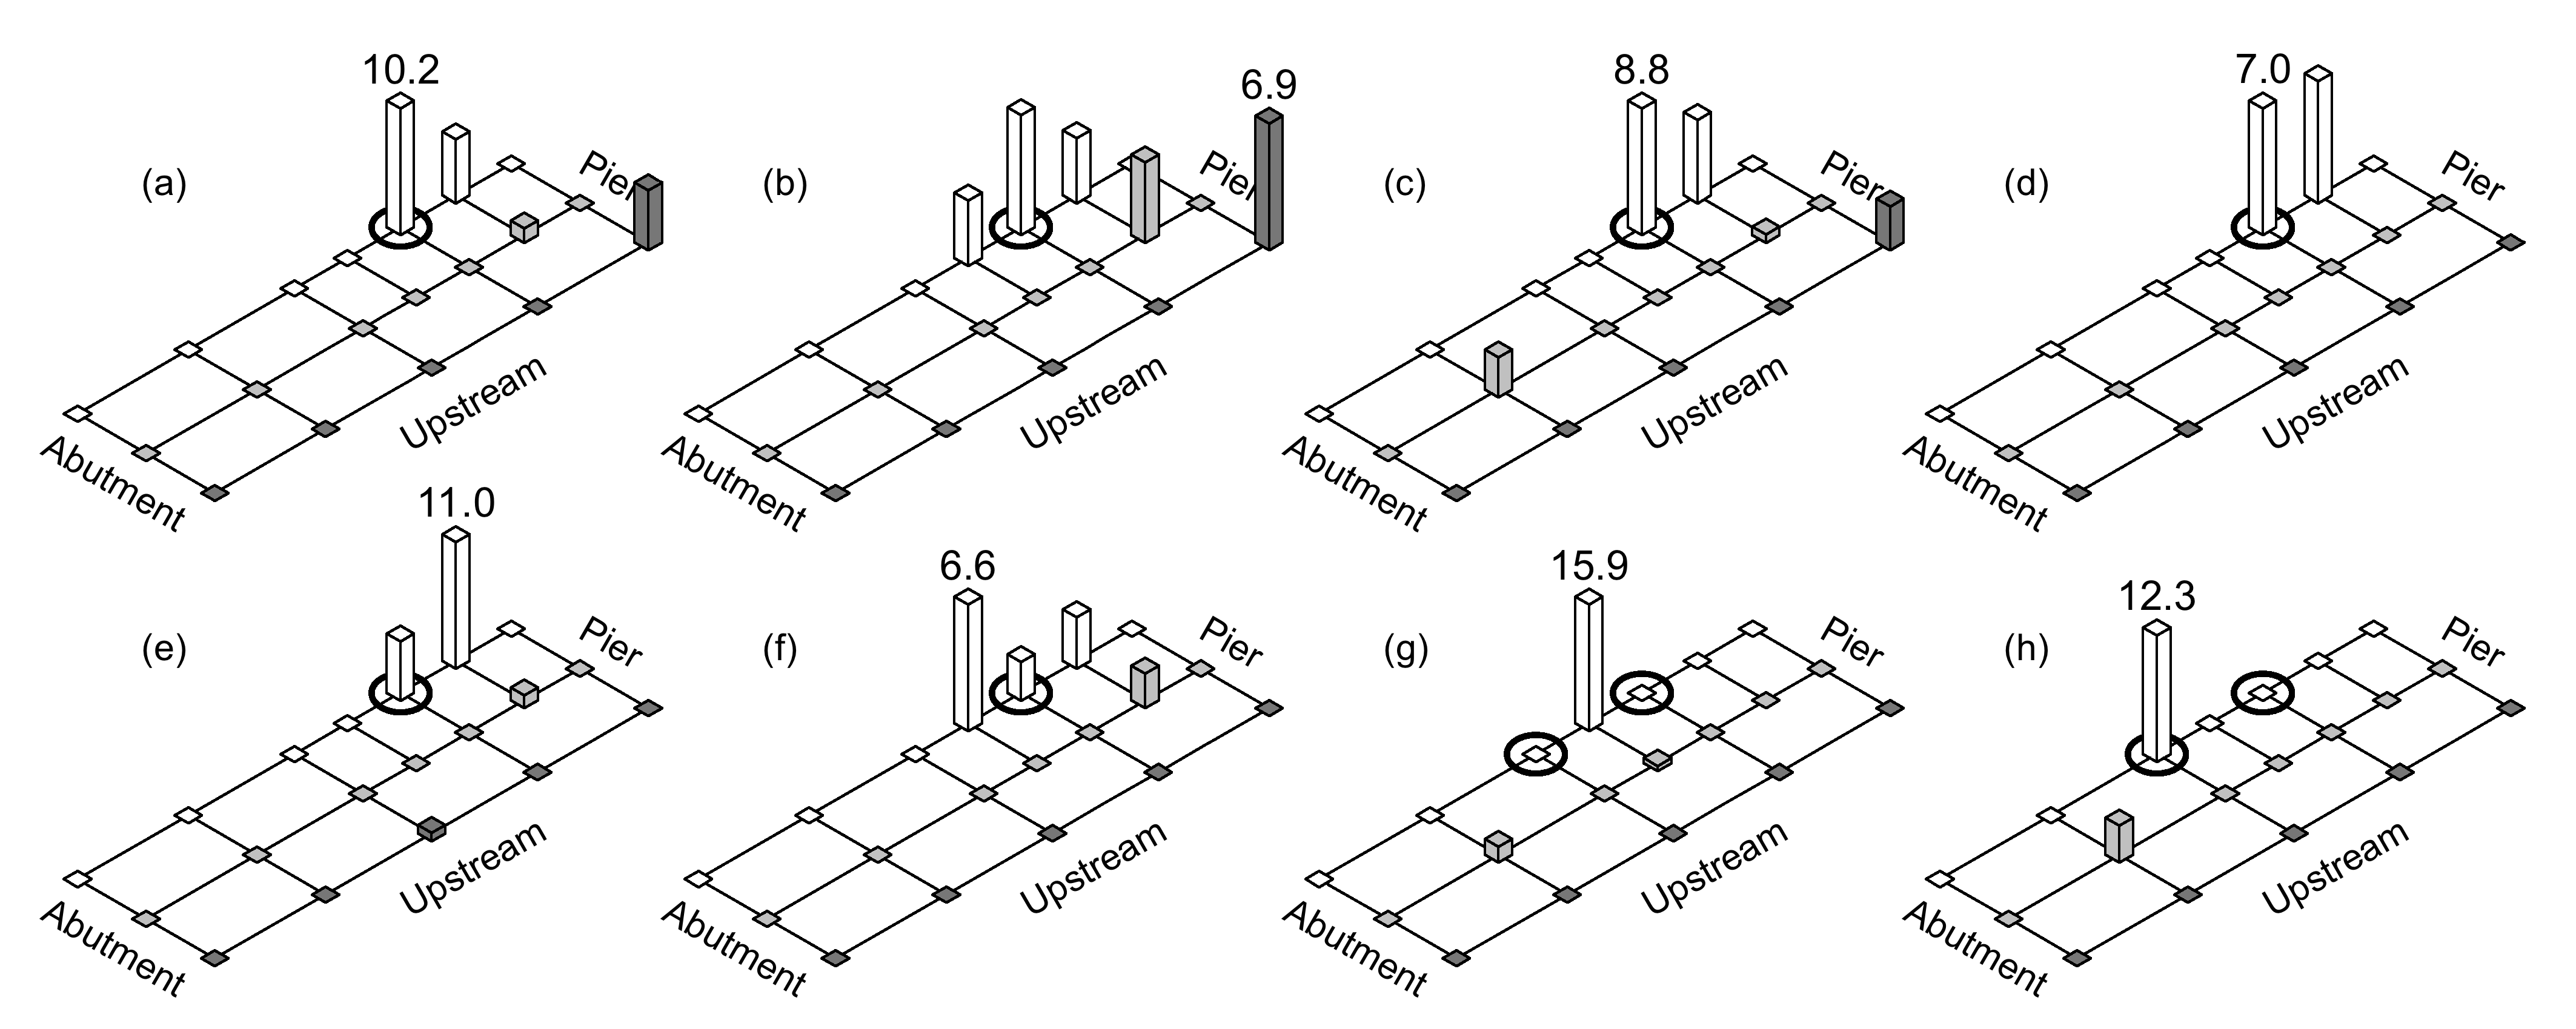 10.2
6.9
8.8
7.0
(a)
Pier
(b)
Pier
(c)
Pier
(d)
Pier
Upstream
Upstream
Upstream
Upstream
Abutment
Abutment
Abutment
Abutment
11.0
6.6
15.9
12.3
(e)
Pier
(f)
Pier
(g)
Pier
(h)
Pier
Upstream
Upstream
Upstream
Upstream
Abutment
Abutment
Abutment
Abutment